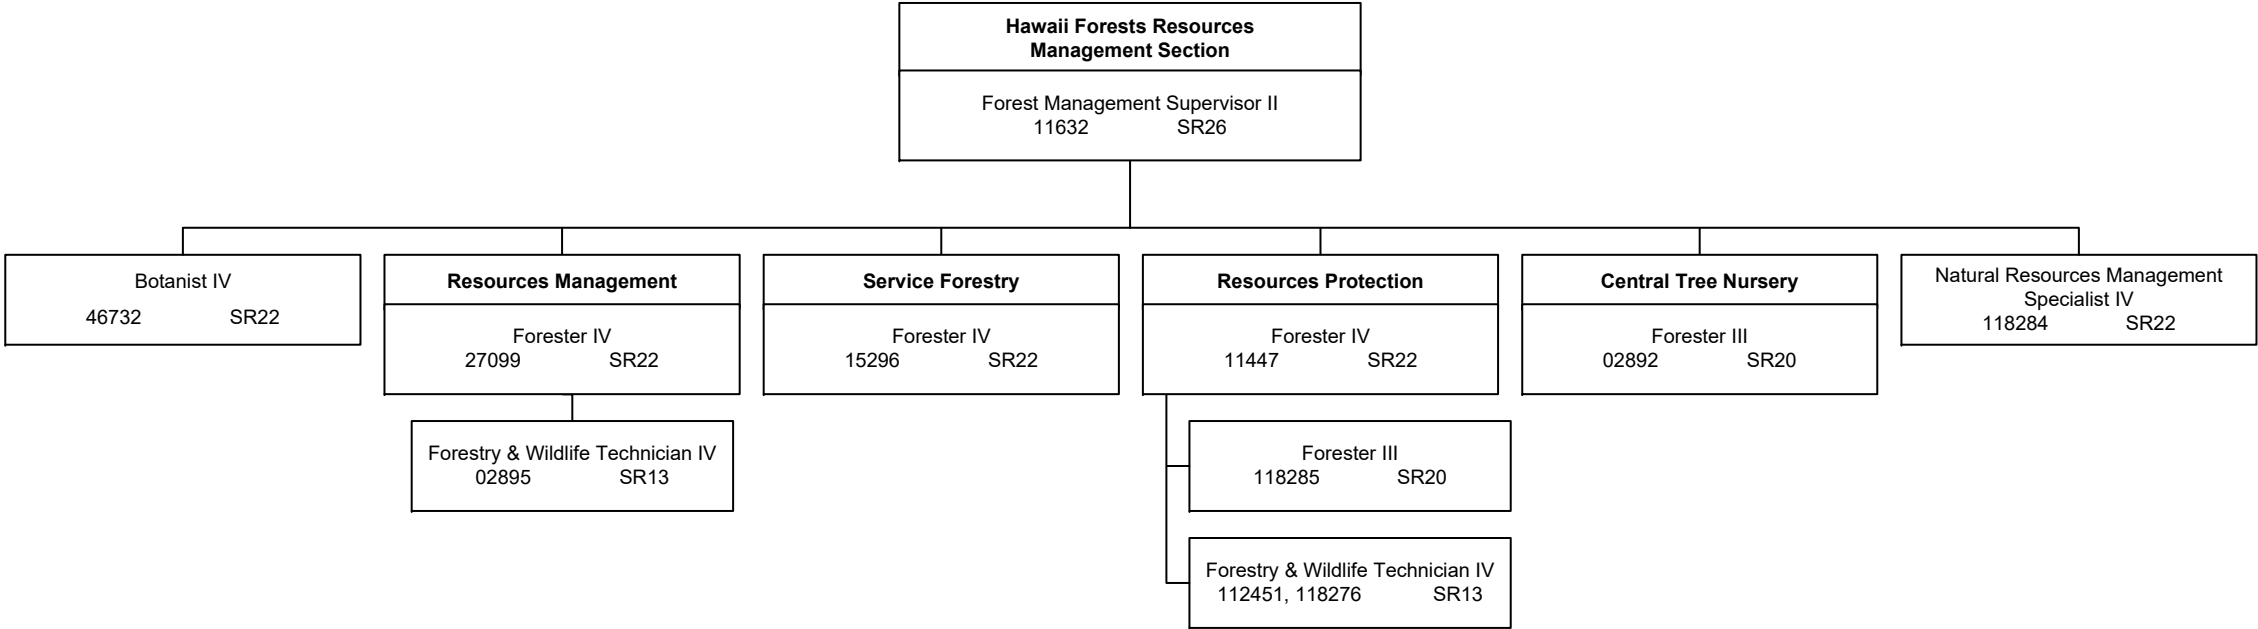 Hawaii Forests Resources
Management Section
Forest Management Supervisor II
11632 SR26
Botanist IV
46732 SR22
Resources Management
Forester IV
27099 SR22
Forestry & Wildlife Technician IV
02895 SR13
Service Forestry
Forester IV
15296 SR22
Resources Protection
Forester IV
11447 SR22
Forester III
118285 SR20
Forestry & Wildlife Technician IV
112451, 118276 SR13
Central Tree Nursery
Forester III
02892 SR20
Natural Resources Management
Specialist IV
118284 SR22